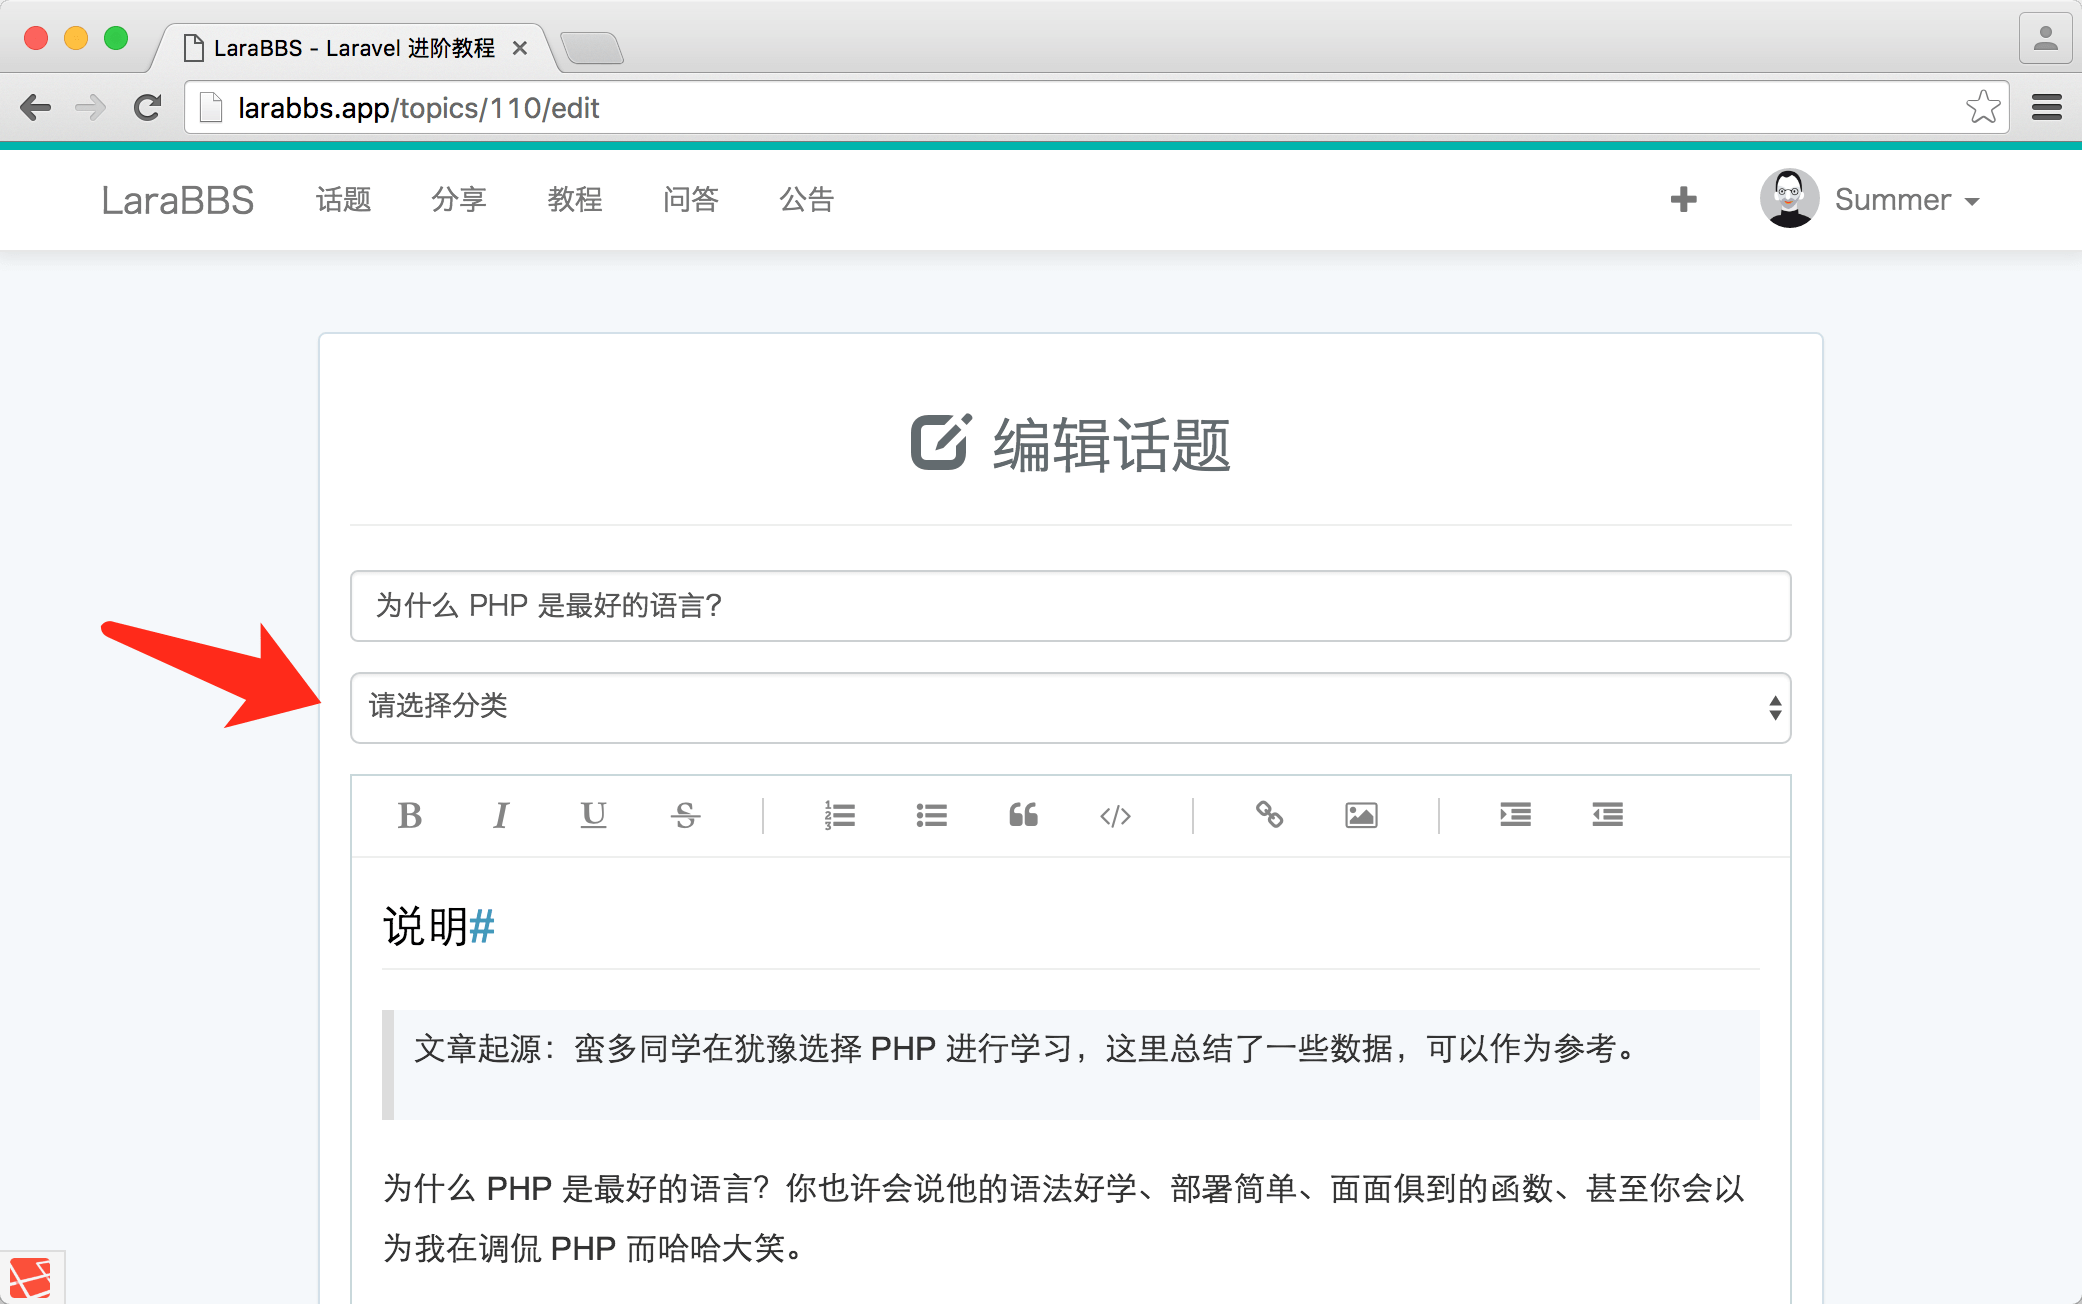 LaraBBS - Laravel 进阶教程
larabbs.app/topics/110/edit
LaraBBS 话题 分享 教程 问答 公告 Summer
编辑话题
为什么 PHP 是最好的语言?
请选择分类
B I U S
说明#
文章起源：蛮多同学在犹豫选择 PHP 进行学习，这里总结了一些数据，可以作为参考。
为什么 PHP 是最好的语言？你也许会说他的语法好学、部署简单、面面俱到的函数、甚至你会以
为我在调侃 PHP 而哈哈大笑。